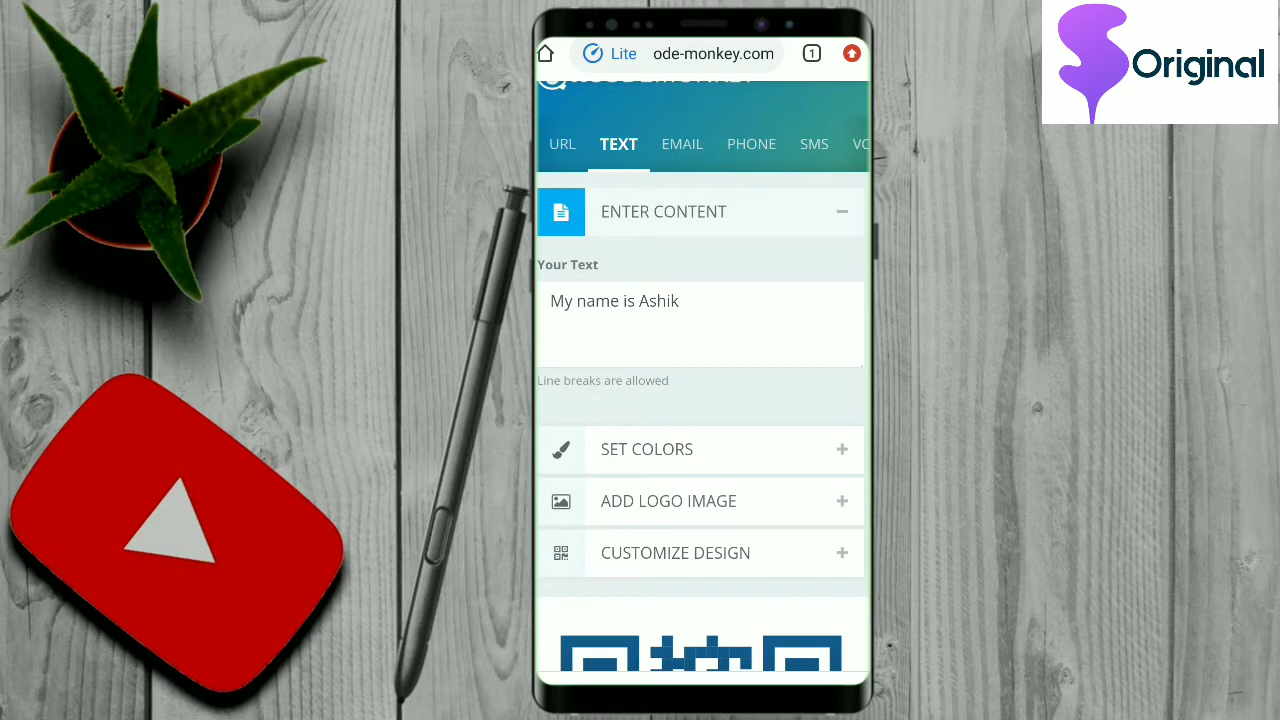 Lite ode-monkey.com 1
Original
URL TEXT EMAIL PHONE SMS VC
ENTER CONTENT
Your Text
My name is Ashik
Line breaks are allowed
SET COLORS
ADD LOGO IMAGE
CUSTOMIZE DESIGN